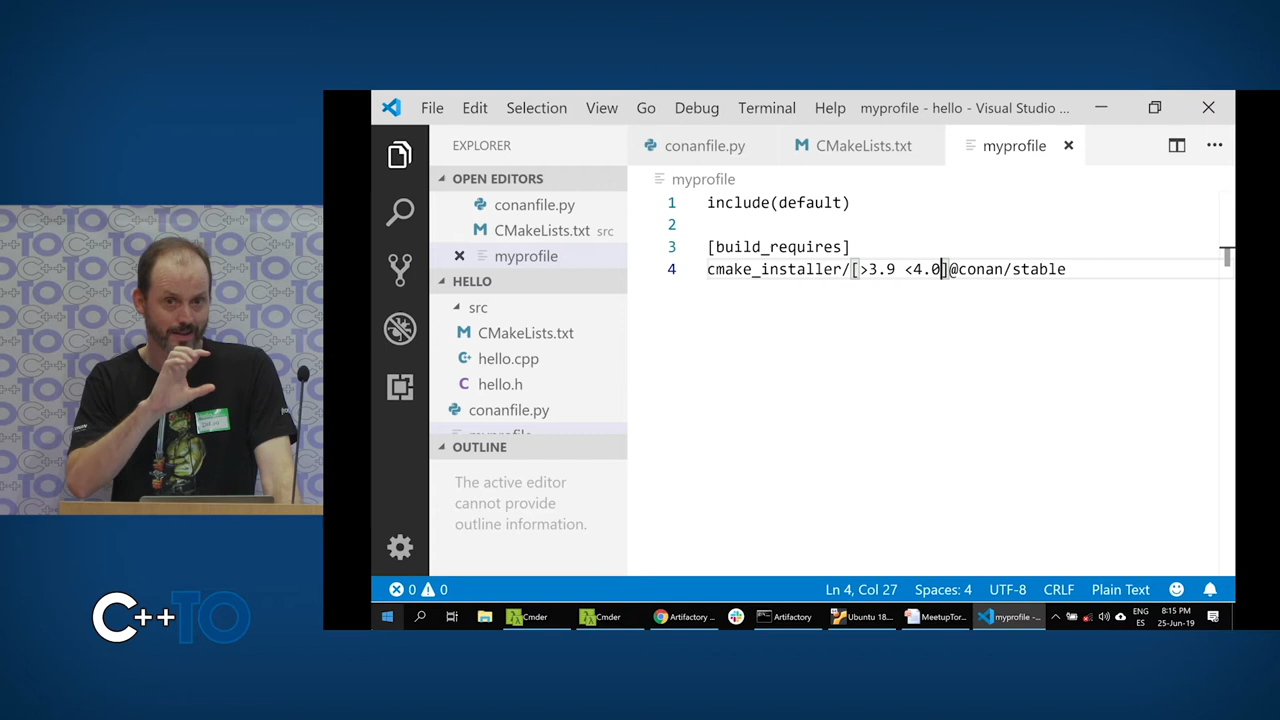 File Edit Selection View Go Debug Terminal Help myprofile - hello - Visual Studio ...
EXPLORER
conanfile.py
CMakeLists.txt
myprofile
OPEN EDITORS
conanfile.py
CMakeLists.txt src
myprofile
HELLO
src
CMakeLists.txt
hello.cpp
hello.h
conanfile.py
myprofile
OUTLINE
The active editor
cannot provide
outline information.
myprofile
1 include(default)
2
3 [build_requires]
4 cmake_installer/[>3.9 <4.0]@conan/stable
0 0
Ln 4, Col 27 Spaces: 4 UTF-8 CRLF Plain Text
Cmder Cmder Artifactory ... Artifactory Ubuntu 18.... MeetupTor... myprofile -...
ENG
ES
8:15 PM
25-Jun-19
C++TO